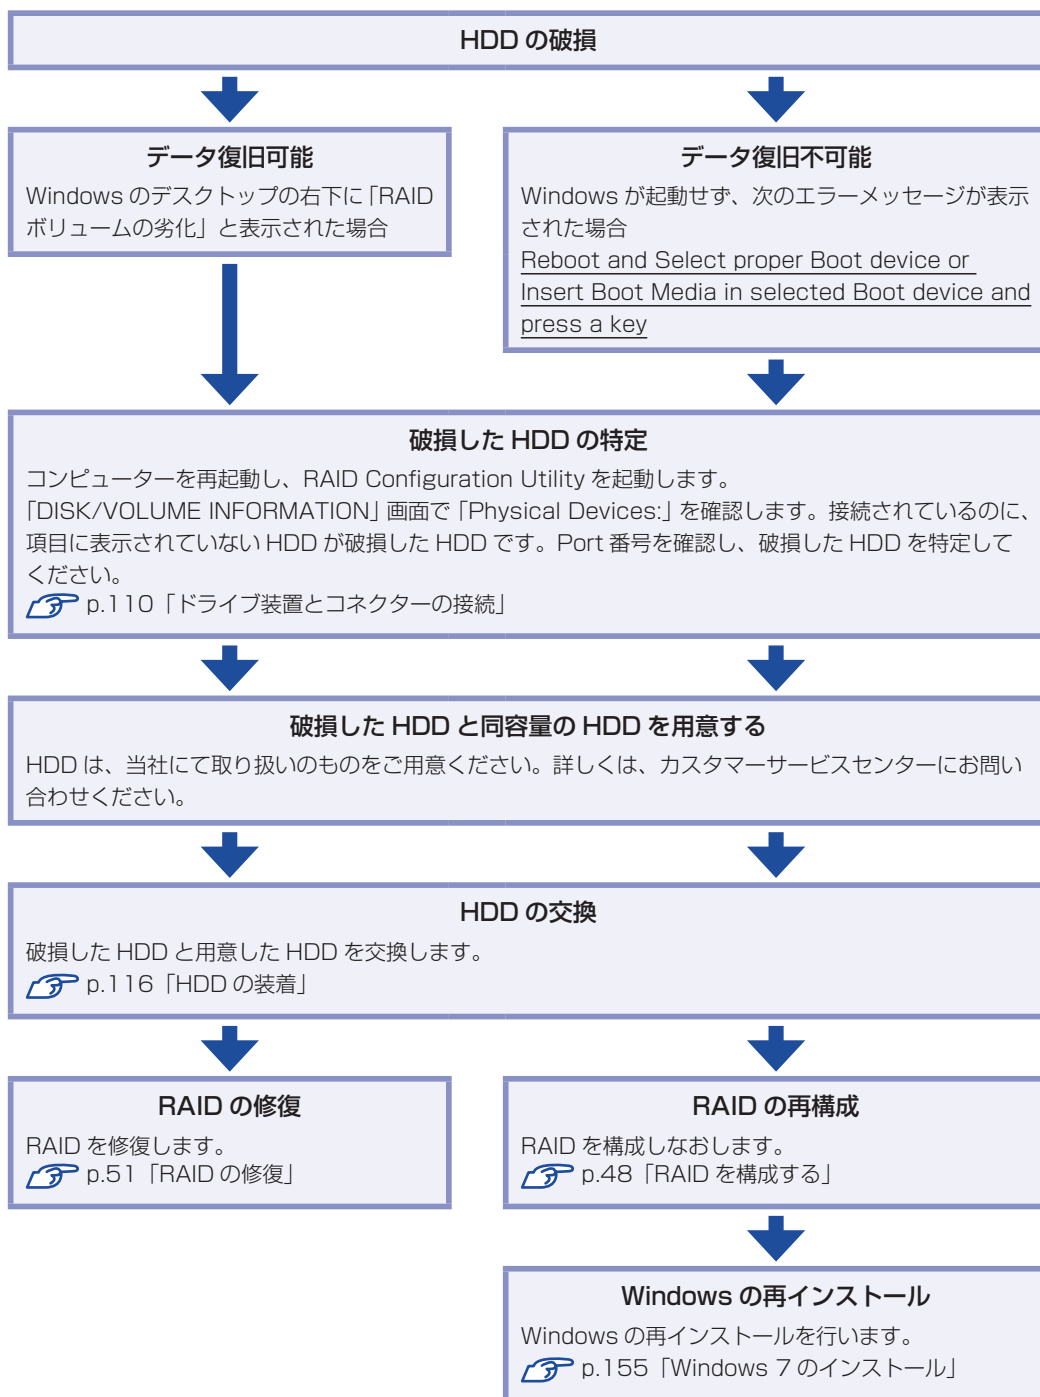 HDD の破損
データ復旧可能
Windows のデスクトップの右下に「RAID
ボリュームの劣化」と表示された場合
データ復旧不可能
Windows が起動せず、次のエラーメッセージが表示
された場合
Reboot and Select proper Boot device or
Insert Boot Media in selected Boot device and
press a key
破損した HDD の特定
コンピューターを再起動し、RAID Configuration Utility を起動します。
「DISK/VOLUME INFORMATION」画面で「Physical Devices:」を確認します。接続されているのに、
項目に表示されていない HDD が破損した HDD です。Port 番号を確認し、破損した HDD を特定して
ください。
p.110「ドライブ装置とコネクターの接続」
破損した HDD と同容量の HDD を用意する
HDD は、当社にて取り扱いのものをご用意ください。詳しくは、カスタマーサービスセンターにお問い
合わせください。
HDD の交換
破損した HDD と用意した HDD を交換します。
p.116「HDD の装着」
RAID の修復
RAID を修復します。
p.51「RAID の修復」
RAID の再構成
RAID を構成しなおします。
p.48「RAID を構成する」
Windows の再インストール
Windows の再インストールを行います。
p.155「Windows 7 のインストール」